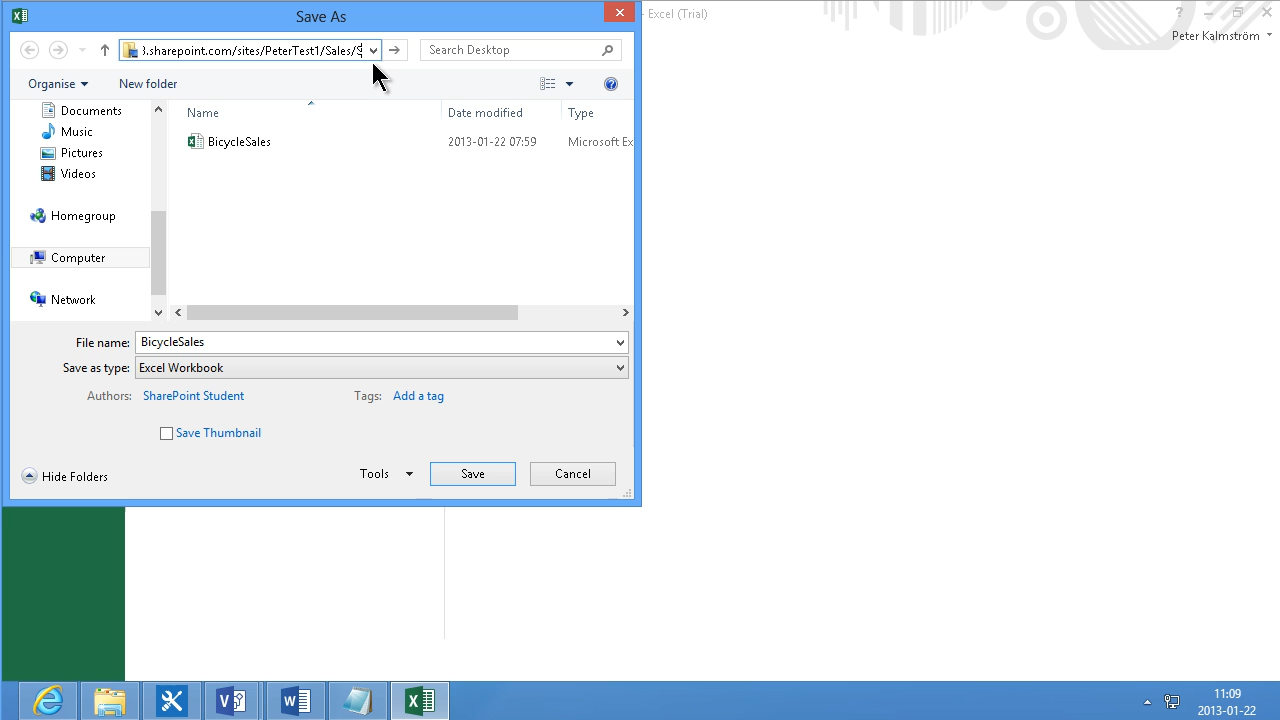 Save As
- Excel (Trial)
?
Peter Kalmström
.sharepoint.com/sites/PeterTest1/Sales/S
Search Desktop
Organise
New folder
Documents
Music
Pictures
Videos
Homegroup
Computer
Network
Name
Date modified
Type
BicycleSales
2013-01-22 07:59
Microsoft Ex
File name:
BicycleSales
Save as type:
Excel Workbook
Authors:
SharePoint Student
Tags:
Add a tag
Save Thumbnail
Hide Folders
Tools
Save
Cancel
11:09
2013-01-22